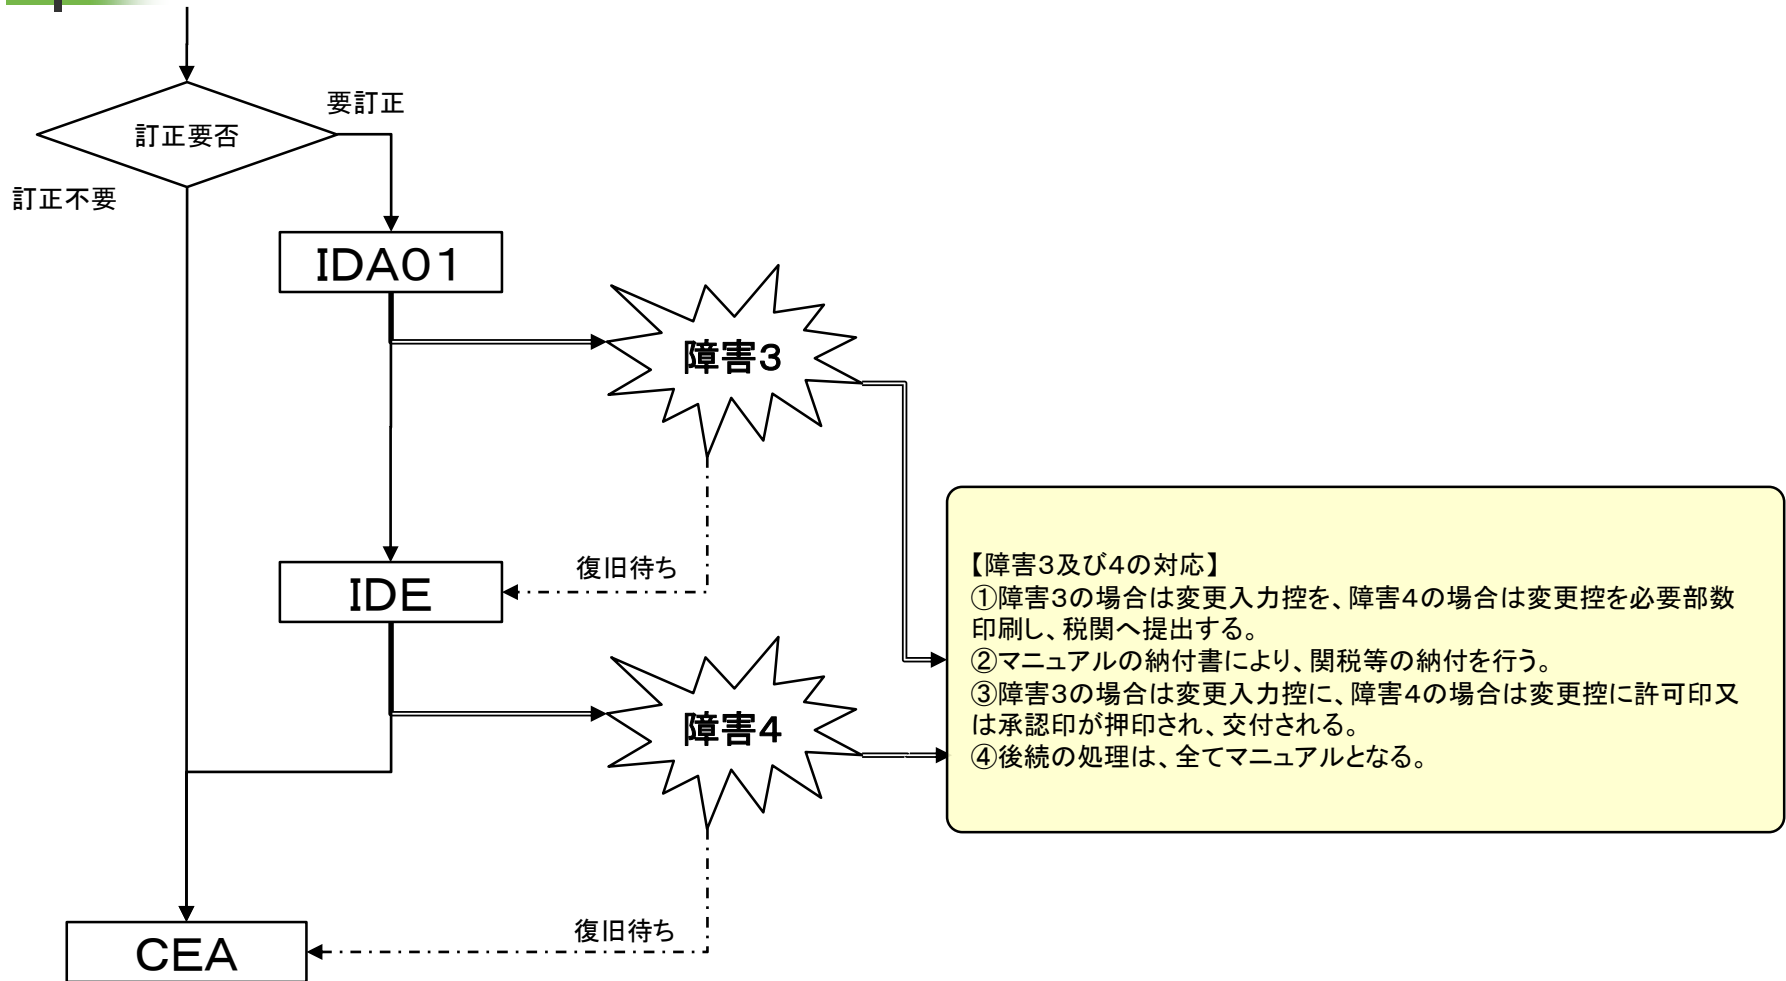 要訂正
訂正要否
訂正不要
ＩＤＡ０１
障害３
復旧待ち
ＩＤＥ
【障害３及び４の対応】
①障害３の場合は変更入力控を、障害４の場合は変更控を必要部数
印刷し、税関へ提出する。
②マニュアルの納付書により、関税等の納付を行う。
③障害３の場合は変更入力控に、障害４の場合は変更控に許可印又
は承認印が押印され、交付される。
④後続の処理は、全てマニュアルとなる。
障害４
復旧待ち
ＣＥＡ